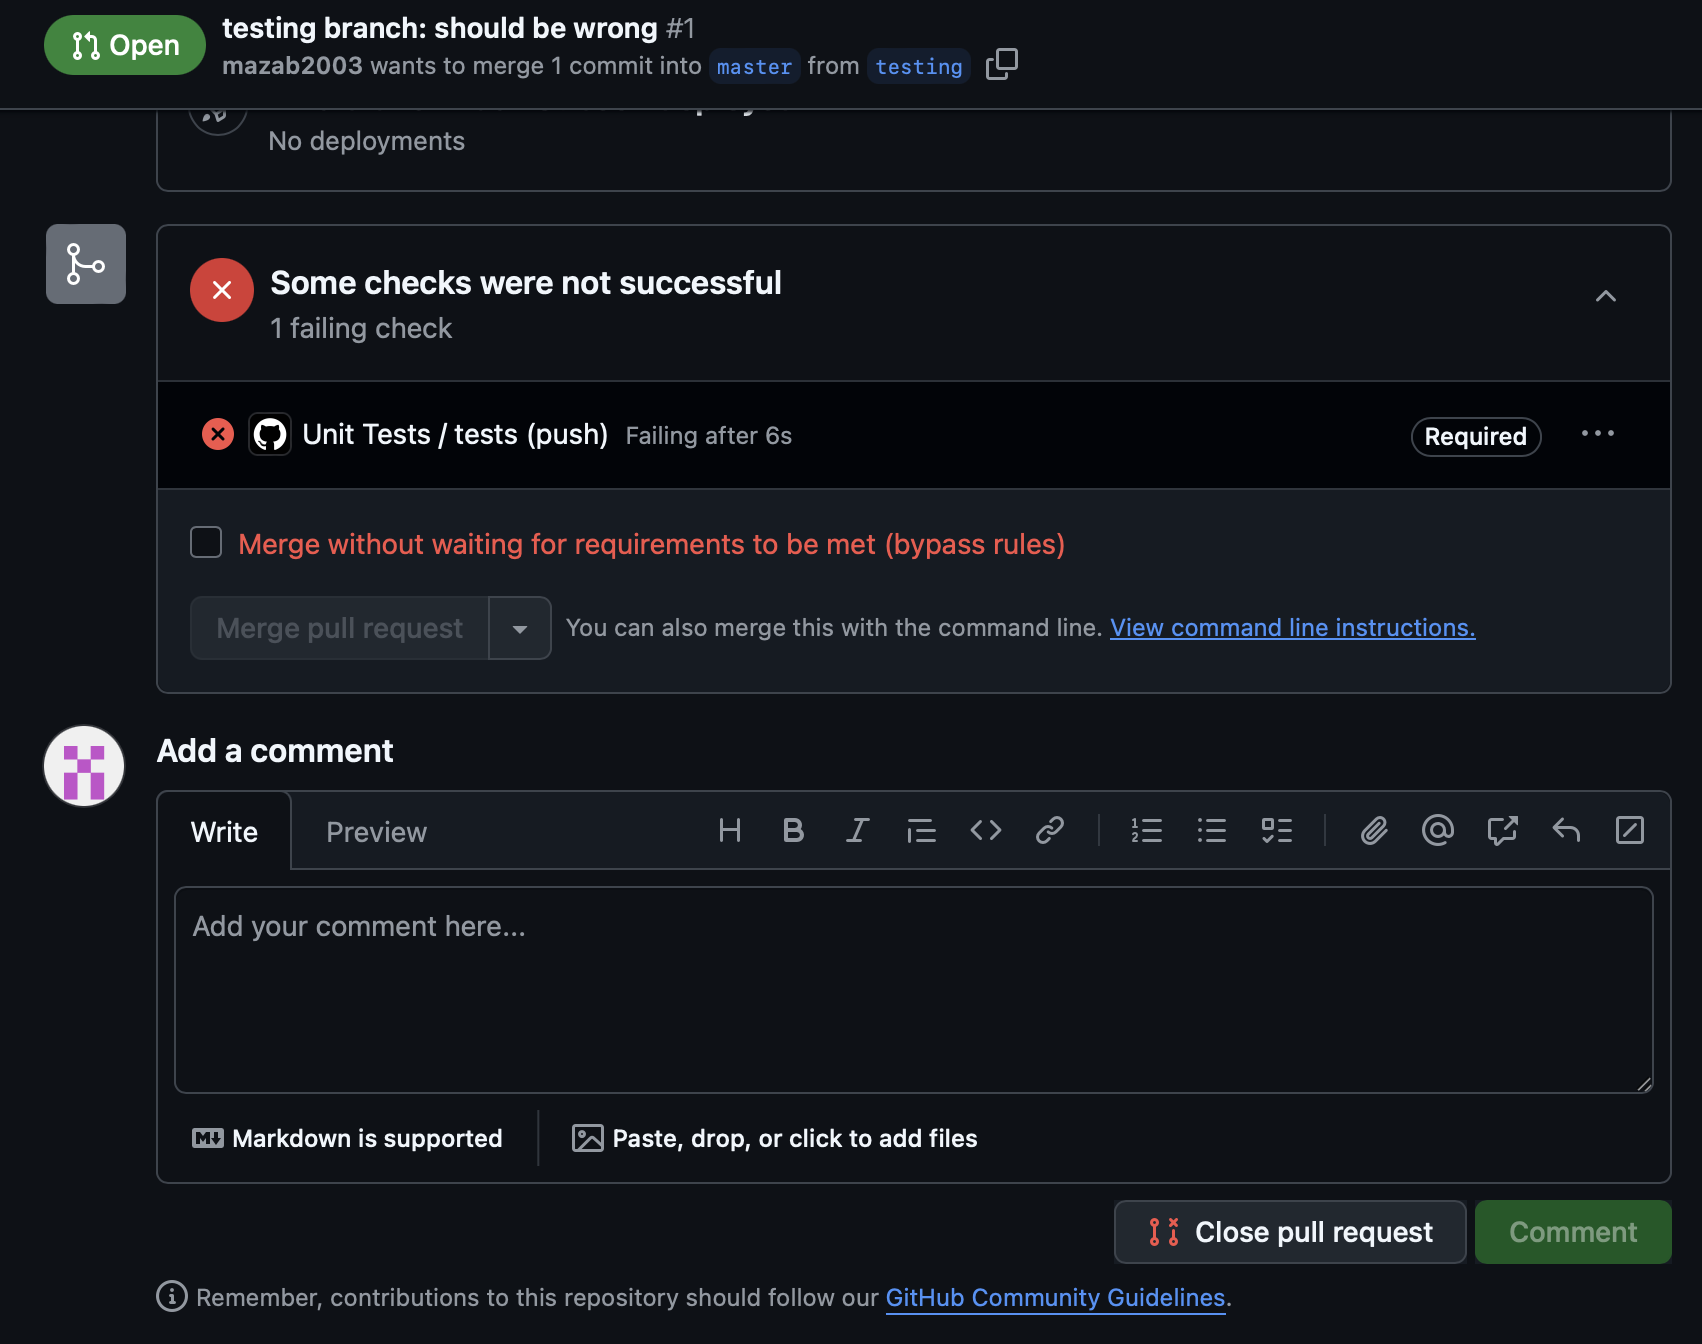 Open
testing branch: should be wrong #1
mazab2003 wants to merge 1 commit into master from testing
No deployments
Some checks were not successful
1 failing check
Unit Tests / tests (push) Failing after 6s
Required
Merge without waiting for requirements to be met (bypass rules)
Merge pull request
You can also merge this with the command line. View command line instructions.
Add a comment
Write
Preview
Add your comment here...
Markdown is supported
Paste, drop, or click to add files
Close pull request
Comment
Remember, contributions to this repository should follow our GitHub Community Guidelines.